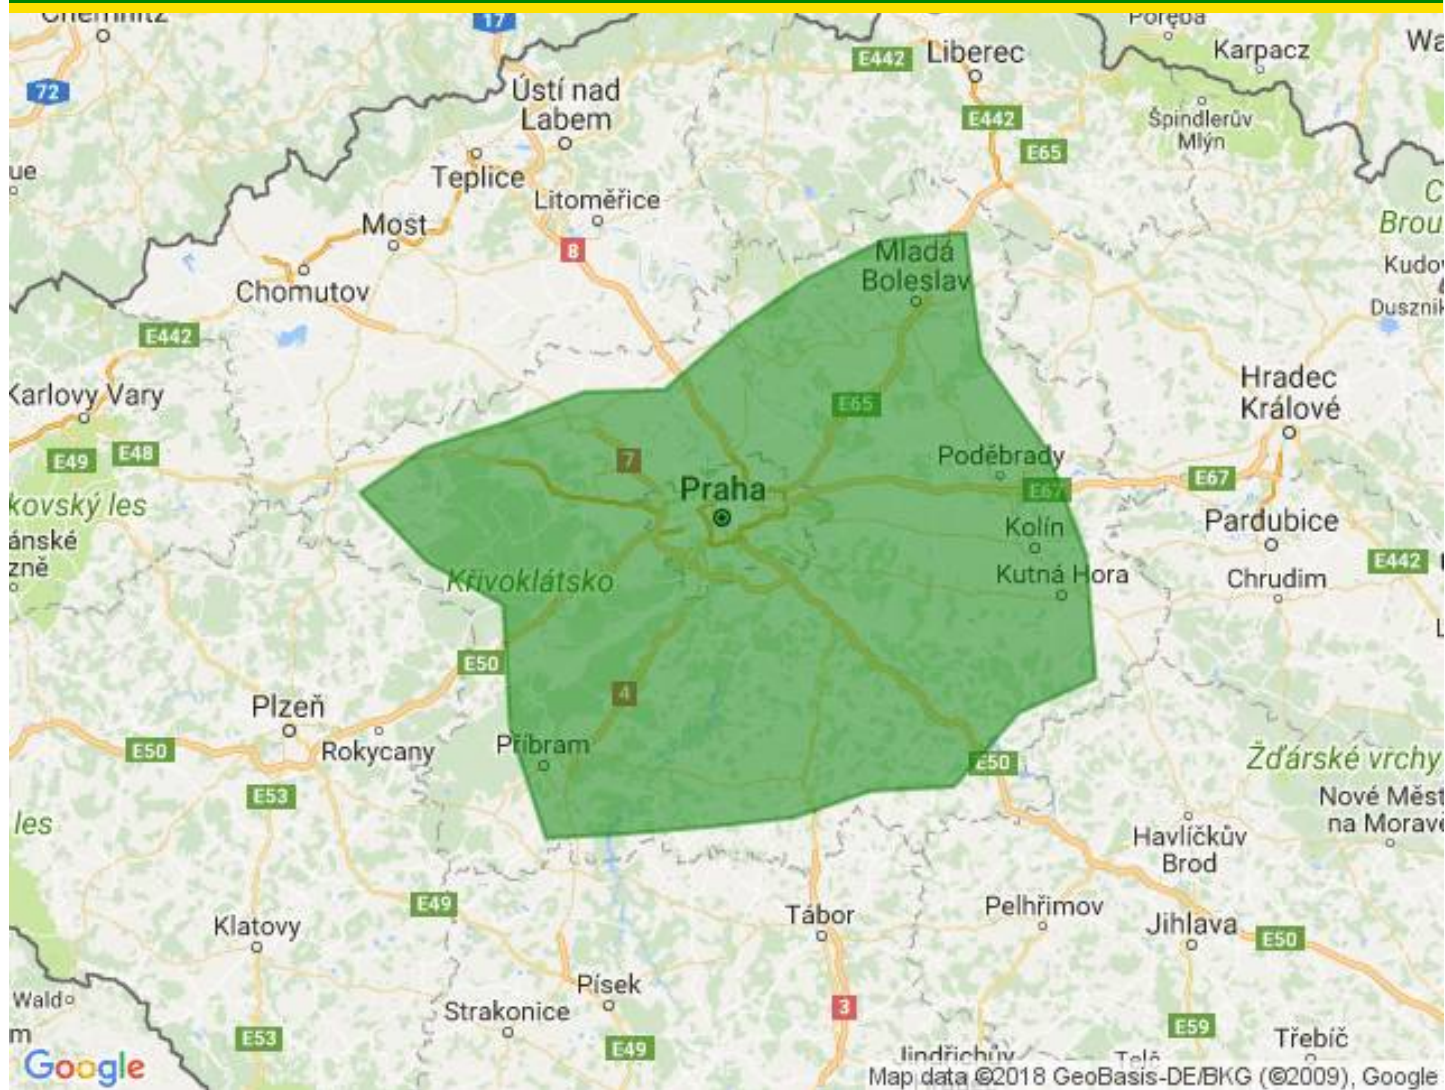 Chemnitz
17
Poręba
Liberec
E442
Karpacz
72
Ústí nad
Labem
E442
Špindlerův
Mlýn
E65
Teplice
Litoměřice
Most
8
Mladá
Boleslav
Chomutov
E442
Karlovy Vary
E65
Hradec
Králové
E49
E48
7
Poděbrady
E67
E67
Praha
Kolín
Pardubice
Kutná Hora
Chrudim
E442
Křivoklátsko
E50
4
Plzeň
Rokycany
E50
Příbram
E50
Žďárské vrchy
E53
Nové Měst
na Moravě
Havlíčkův
Brod
les
E49
Tábor
Pelhřimov
Klatovy
Jihlava
E50
Písek
Strakonice
3
Wald
E53
E49
E59
Třebíč
Jindřichův
Google
Map data ©2018 GeoBasis-DE/BKG (©2009), Google